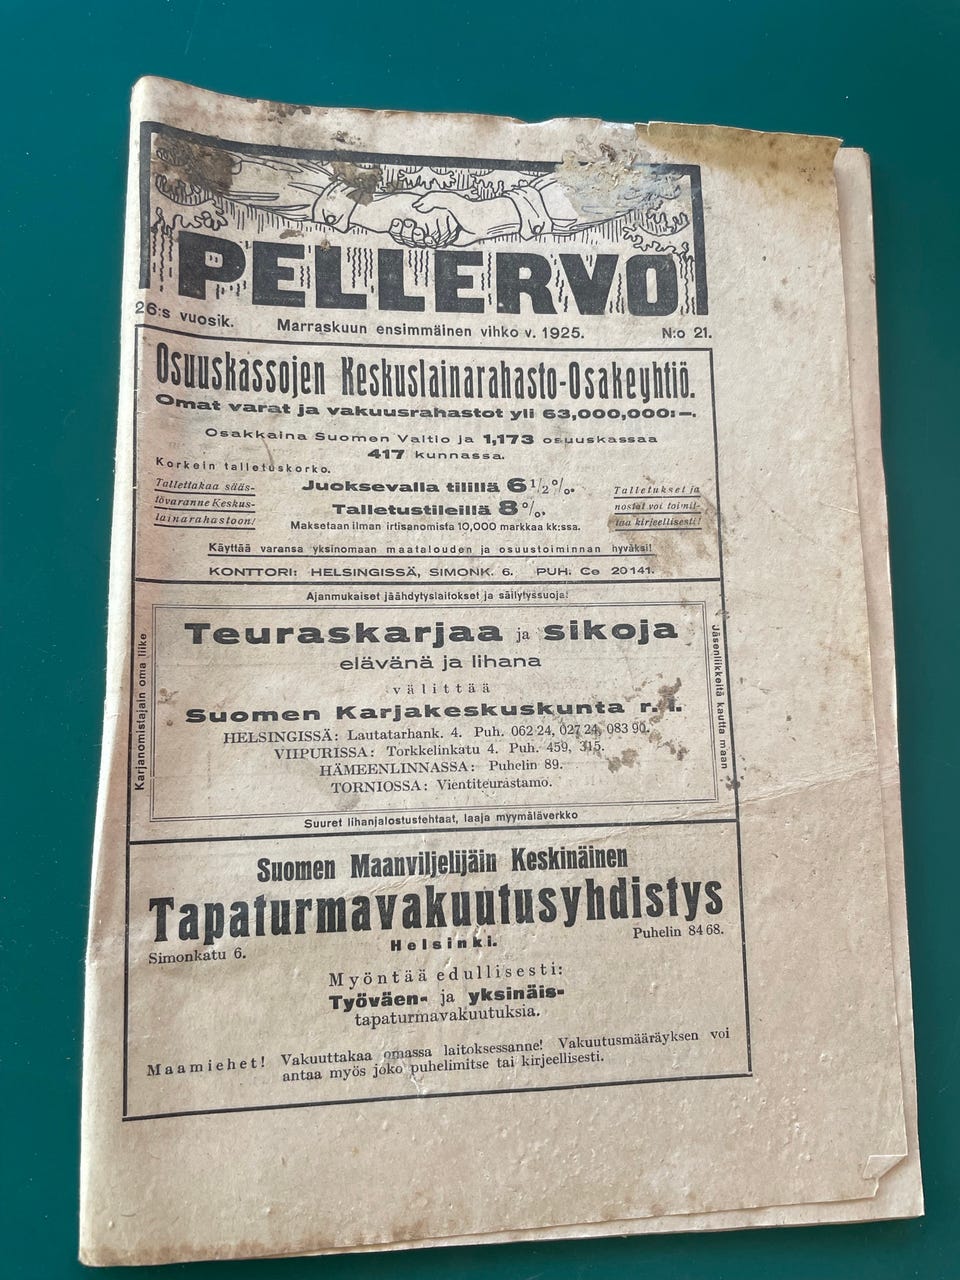 PELLERVO
26:s vuosik. Marraskuun ensimmäinen vihko v. 1925. N:o 21.
Osuuskassojen Keskuslainarahasto-Osakeyhtiö.
Omat varat ja vakuusrahastot yli 63,000,000:—.
Osakkaina Suomen Valtio ja 1,173 osuuskassaa
417 kunnassa.
Korkein talletuskorko.
Tallettakaa sääs-
tövaranne Keskus-
lainarahastoon!
Juoksevalla tilillä 6 1/2 %.
Talletustileillä 8 %.
Maksetaan ilman irtisanomista 10,000 markkaa kk:ssa.
Talletukset ja
nostot voi toimit-
taa kirjeellisesti!
Käyttää varansa yksinomaan maatalouden ja osuustoiminnan hyväksi!
KONTTORI: HELSINGISSÄ, SIMONK. 6. PUH. Ce 20141.
Ajanmukaiset jäähdytyslaitokset ja säilytyssuoja!
Karjanomistajain oma liike
Teuraskarjaa ja sikoja
elävänä ja lihana
välittää
Suomen Karjakeskuskunta r. l.
HELSINGISSÄ: Lautatarhank. 4. Puh. 062 24, 027 24, 083 90.
VIIPURISSA: Torkkelinkatu 4. Puh. 459, 315.
HÄMEENLINNASSA: Puhelin 89.
TORNIOSSA: Vientiteurastamo.
Jäsenliikkeitä kautta maan
Suuret lihanjalostustehtaat, laaja myymäläverkko
Suomen Maanviljelijäin Keskinäinen
Tapaturmavakuutusyhdistys
Simonkatu 6. Helsinki. Puhelin 84 68.
Myöntää edullisesti:
Työväen- ja yksinäis-
tapaturmavakuutuksia.
Maamiehet! Vakuuttakaa omassa laitoksessanne! Vakuutusmääräyksen voi
antaa myös joko puhelimitse tai kirjeellisesti.